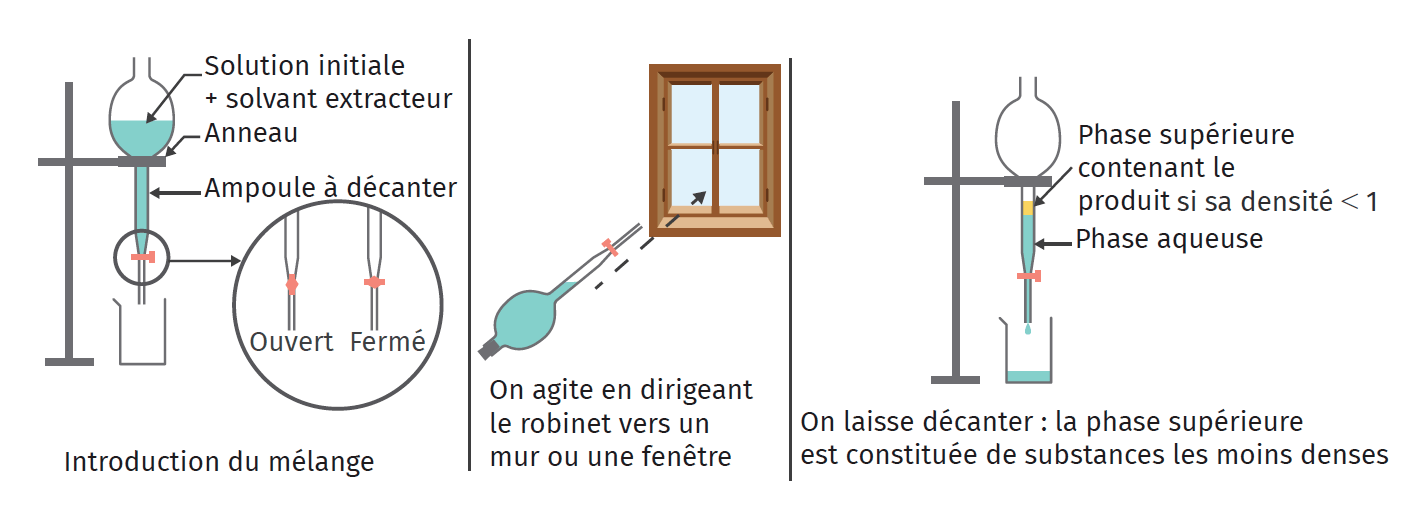 Solution initiale
+ solvant extracteur
Anneau
Ampoule à décanter
Ouvert
Fermé
Introduction du mélange
On agite en dirigeant
le robinet vers un
mur ou une fenêtre
Phase supérieure
contenant le
produit si sa densité < 1
Phase aqueuse
On laisse décanter : la phase supérieure
est constituée de substances les moins denses